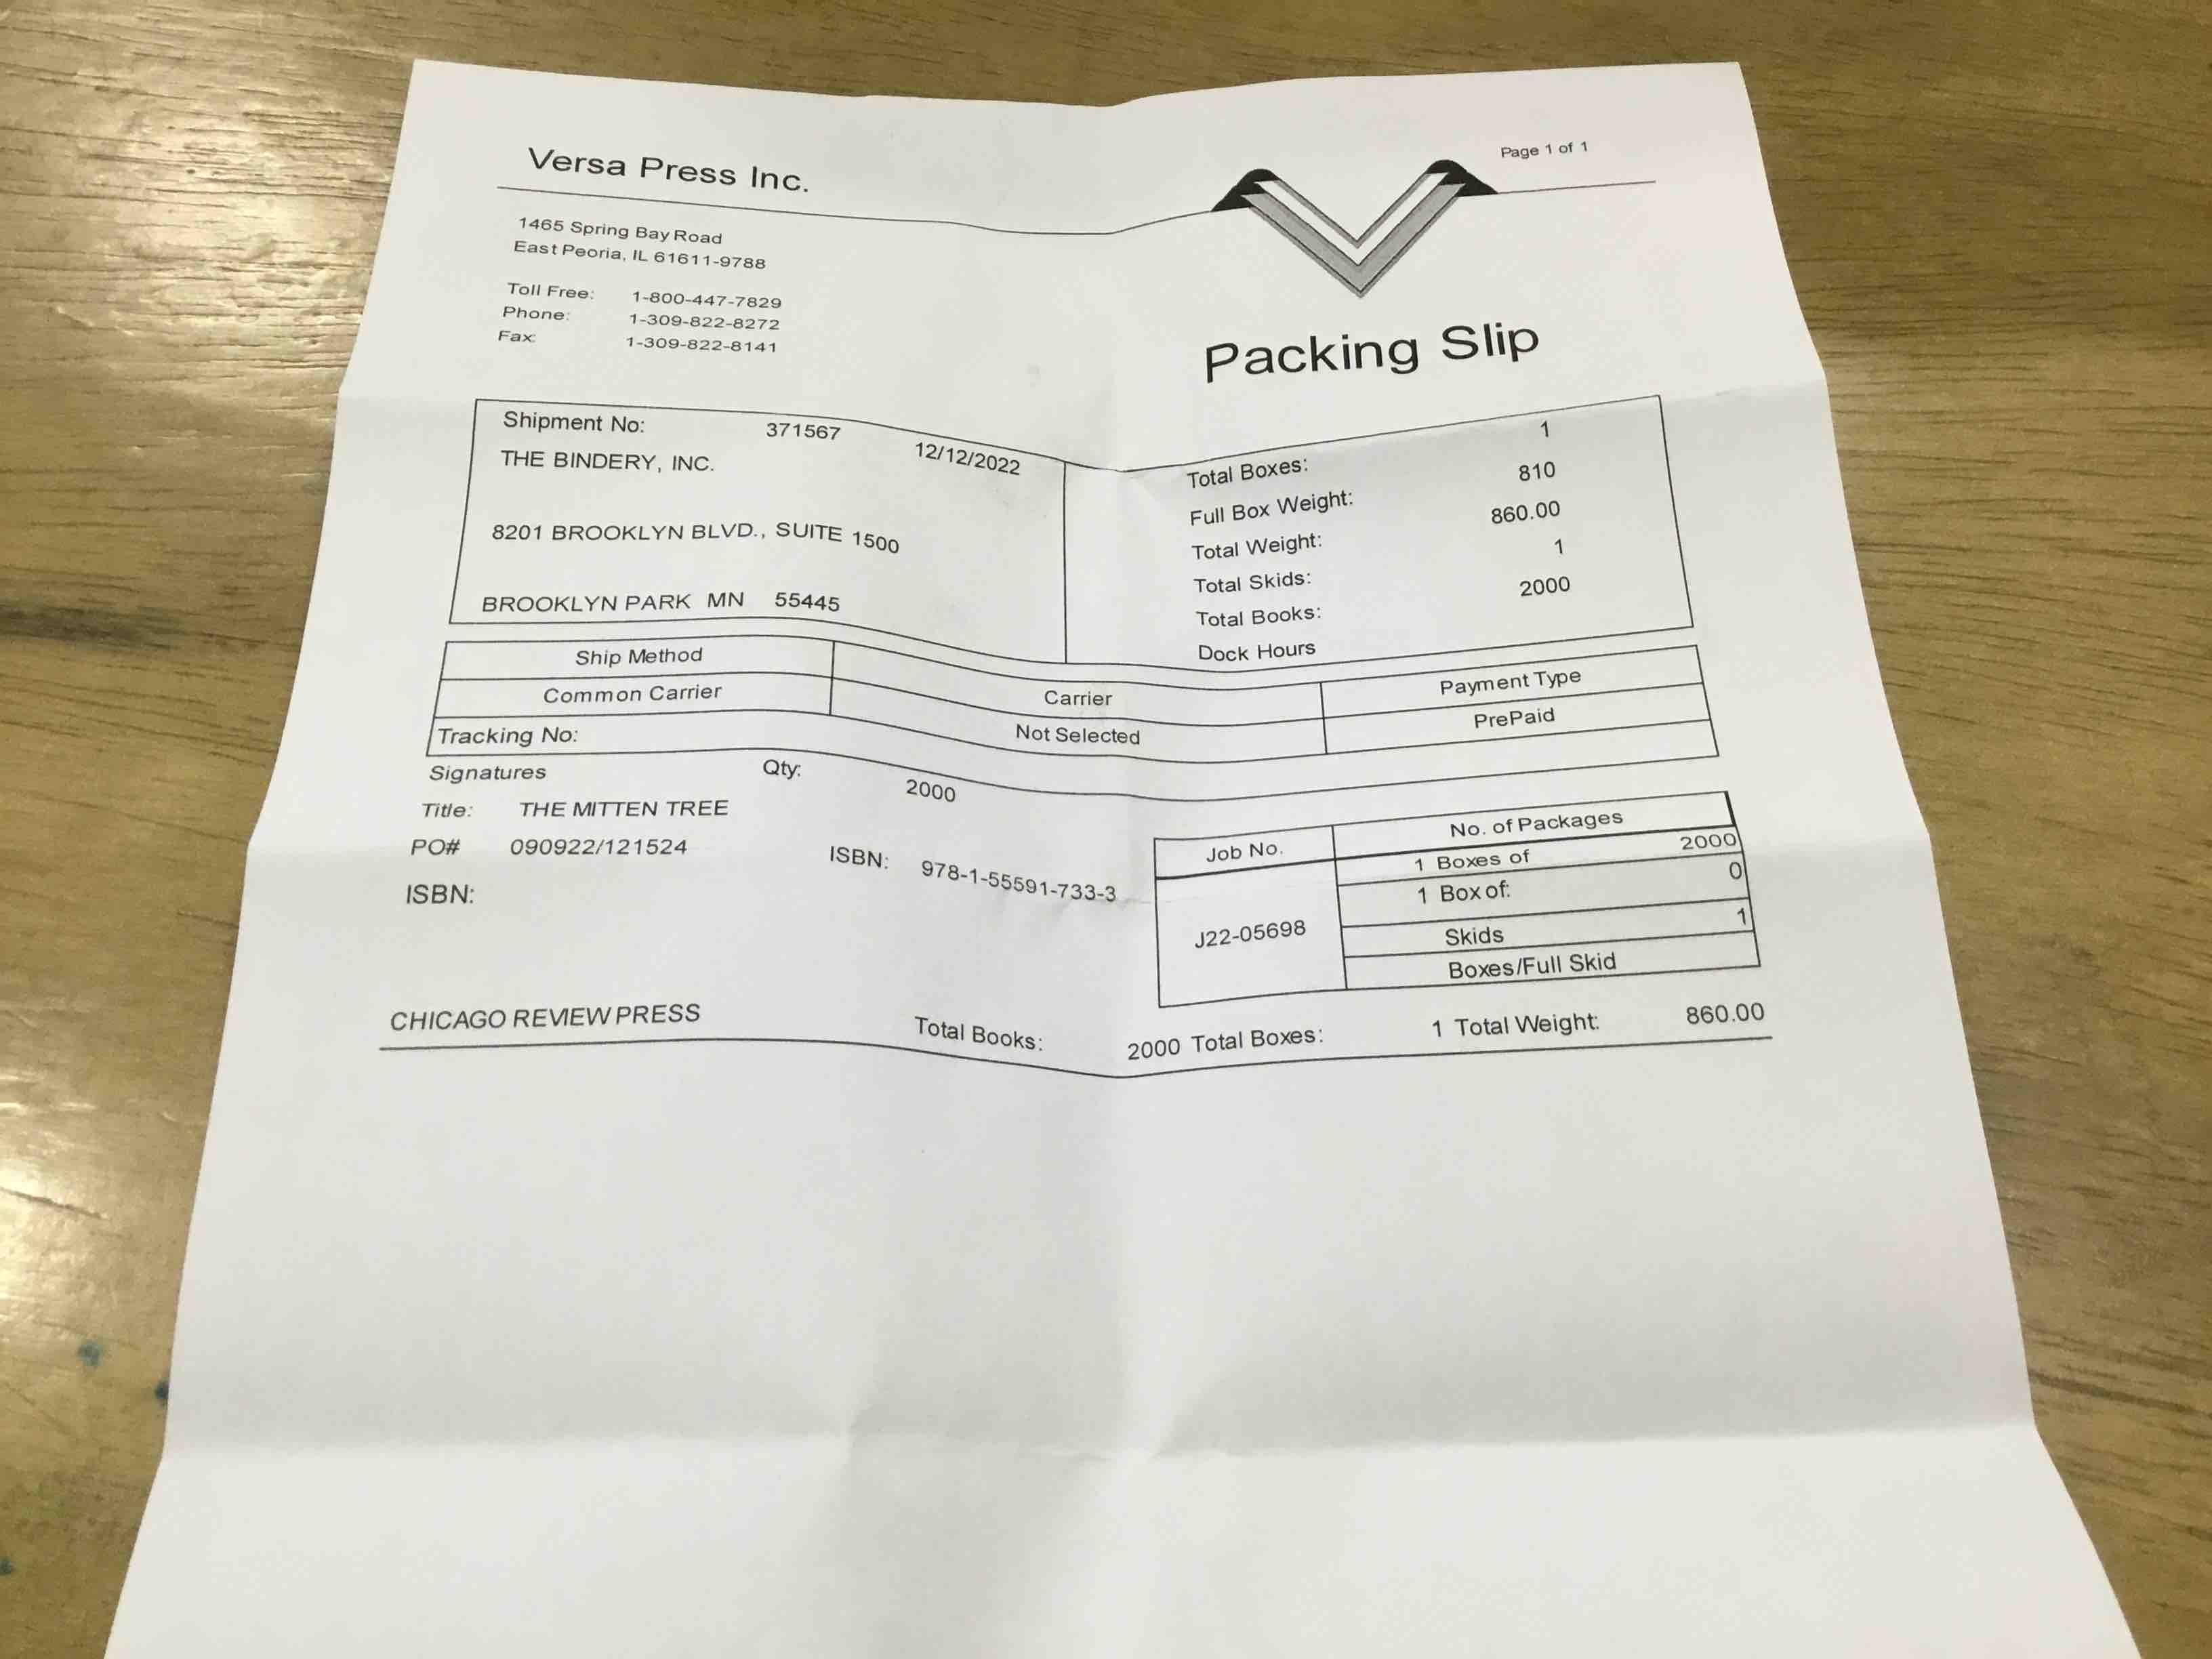 Page 1 of 1
Versa Press Inc.
1465 Spring Bay Road
East Peoria, IL 61611-9788
Toll Free: 1-800-447-7829
Phone: 1-309-822-8272
Fax: 1-309-822-8141
Packing Slip
Shipment No: 371567 12/12/2022
THE BINDERY, INC.
8201 BROOKLYN BLVD., SUITE 1500
BROOKLYN PARK MN 55445
Total Boxes: 1
Full Box Weight: 810
Total Weight: 860.00
Total Skids: 1
Total Books: 2000
Dock Hours
Ship Method Carrier Payment Type
Common Carrier Not Selected PrePaid
Tracking No:
Signatures Qty: 2000
Title: THE MITTEN TREE
PO# 090922/121524 ISBN: 978-1-55591-733-3
ISBN:
Job No. No. of Packages
J22-05698
1 Boxes of 2000
1 Box of: 0
Skids 1
Boxes/Full Skid
CHICAGO REVIEW PRESS Total Books: 2000 Total Boxes: 1 Total Weight: 860.00